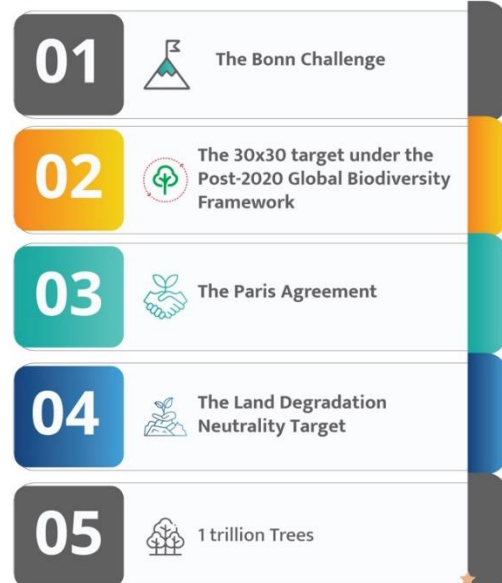 01
The Bonn Challenge
02
The 30x30 target under the
Post-2020 Global Biodiversity
Framework
03
The Paris Agreement
04
The Land Degradation
Neutrality Target
05
1 trillion Trees